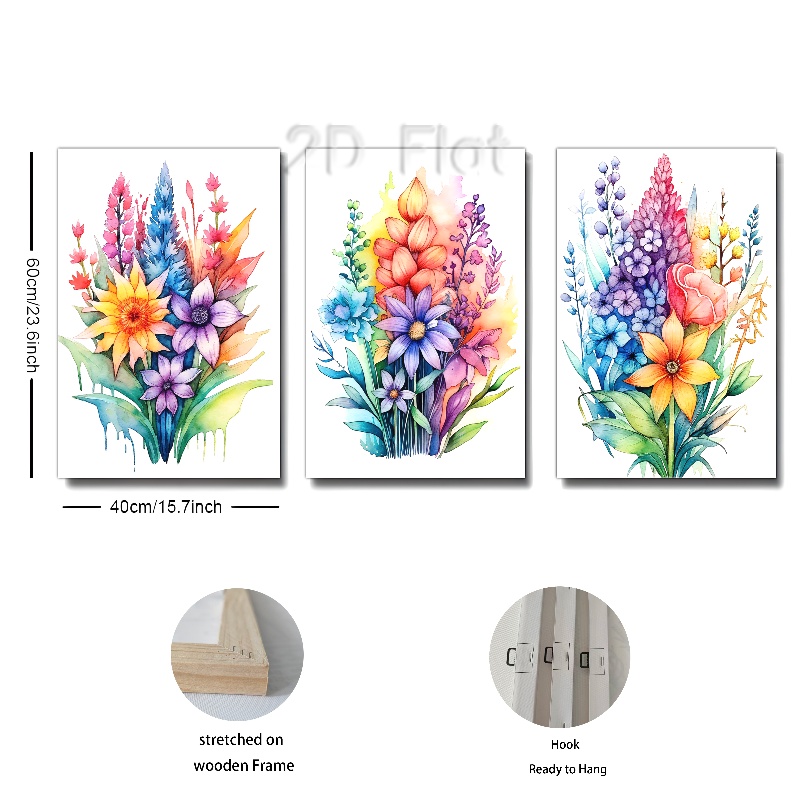 2D Flat
60cm/23.6inch
40cm/15.7inch
stretched on
wooden Frame
Hook
Ready to Hang